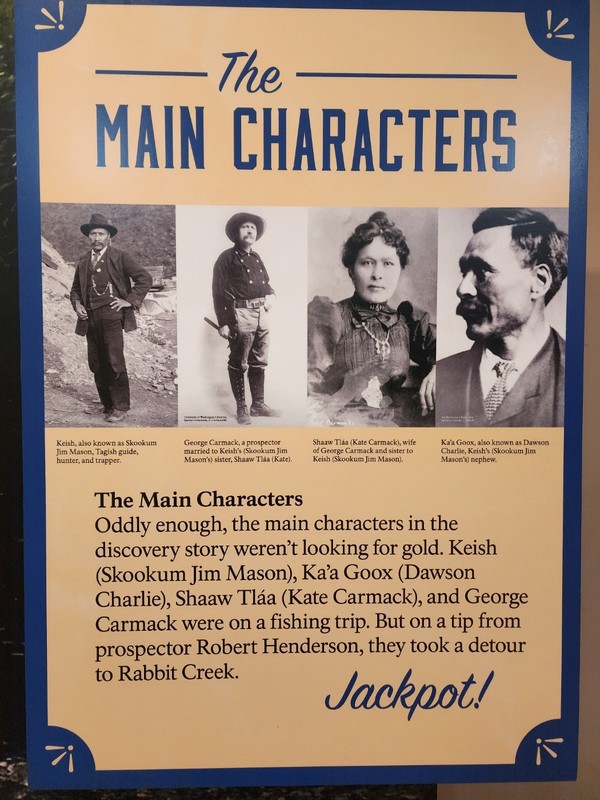 The
MAIN CHARACTERS
Keish, also known as Skookum
Jim Mason, Tagish guide,
hunter, and trapper.
George Carmack, a prospector
married to Keish's (Skookum Jim
Mason's) sister, Shaaw Tláa (Kate).
Shaaw Tláa (Kate Carmack), wife
of George Carmack and sister to
Keish (Skookum Jim Mason).
Ka'a Goox, also known as Dawson
Charlie, Keish's (Skookum Jim
Mason's) nephew.
The Main Characters
Oddly enough, the main characters in the
discovery story weren't looking for gold. Keish
(Skookum Jim Mason), Ka'a Goox (Dawson
Charlie), Shaaw Tláa (Kate Carmack), and George
Carmack were on a fishing trip. But on a tip from
prospector Robert Henderson, they took a detour
to Rabbit Creek.
Jackpot!